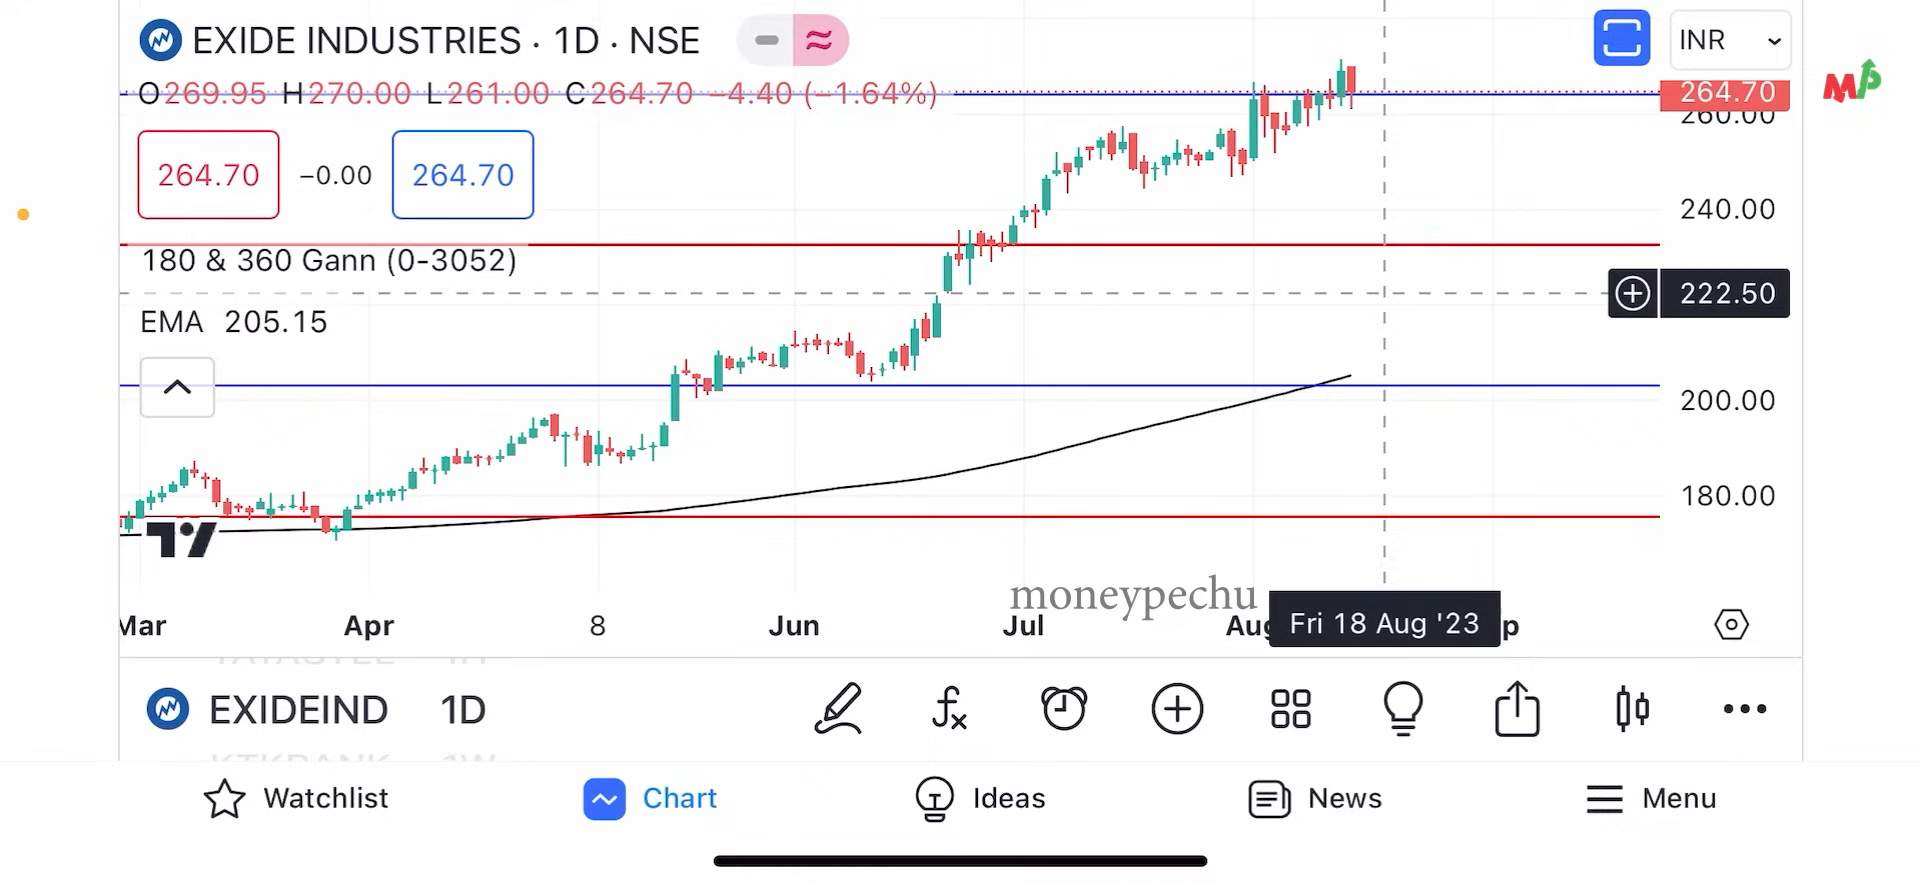 EXIDE INDUSTRIES · 1D · NSE
INR
O269.95 H270.00 L261.00 C264.70 −4.40 (−1.64%)
264.70
260.00
264.70 −0.00 264.70
240.00
180 & 360 Gann (0-3052)
222.50
EMA 205.15
200.00
180.00
moneypechu
Mar Apr 8 Jun Jul Aug Fri 18 Aug '23
EXIDEIND 1D
Watchlist Chart Ideas News Menu